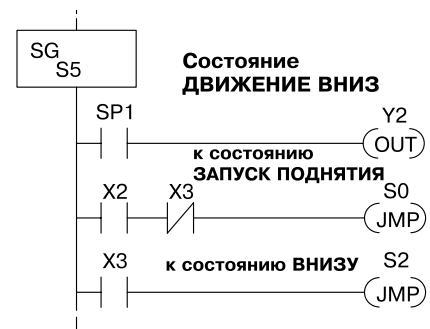 SG
S5
Состояние
ДВИЖЕНИЕ ВНИЗ
SP1
Y2
OUT
к состоянию
ЗАПУСК ПОДНЯТИЯ
X2
X3
S0
JMP
X3
к состоянию ВНИЗУ
S2
JMP